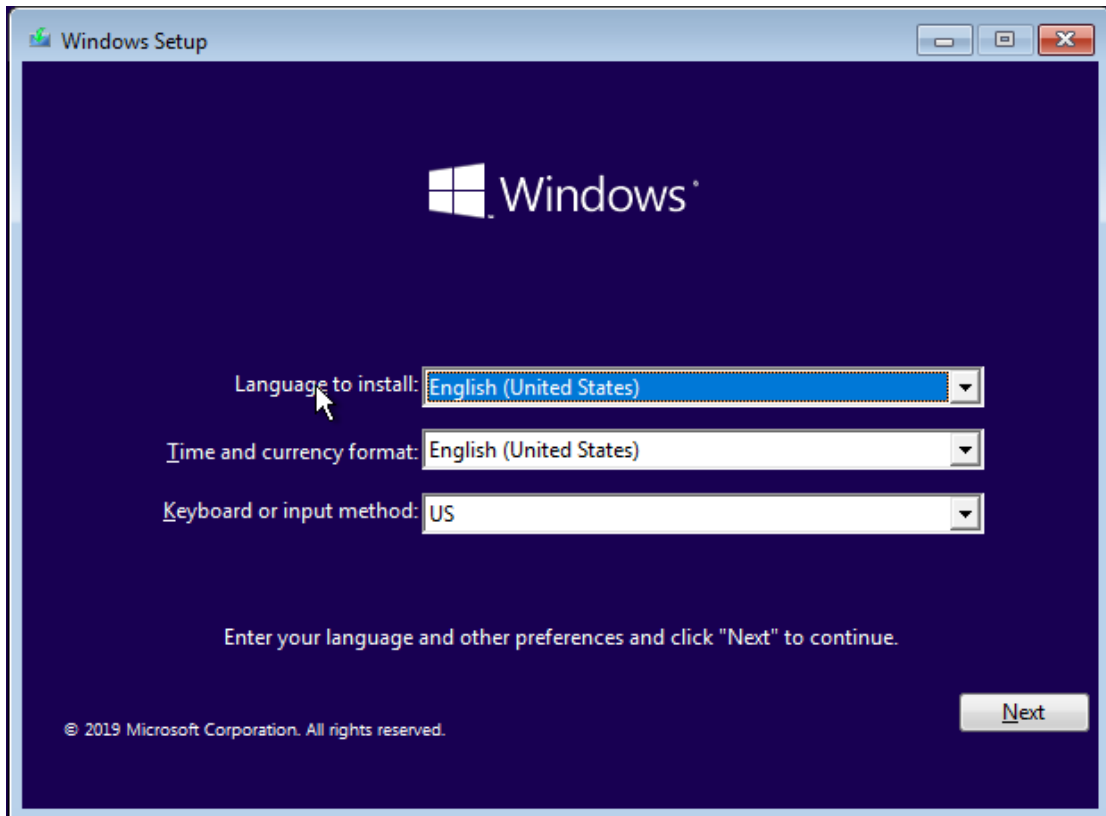 Windows Setup
Windows
Language to install: English (United States)
Time and currency format: English (United States)
Keyboard or input method: US
Enter your language and other preferences and click "Next" to continue.
Next
© 2019 Microsoft Corporation. All rights reserved.